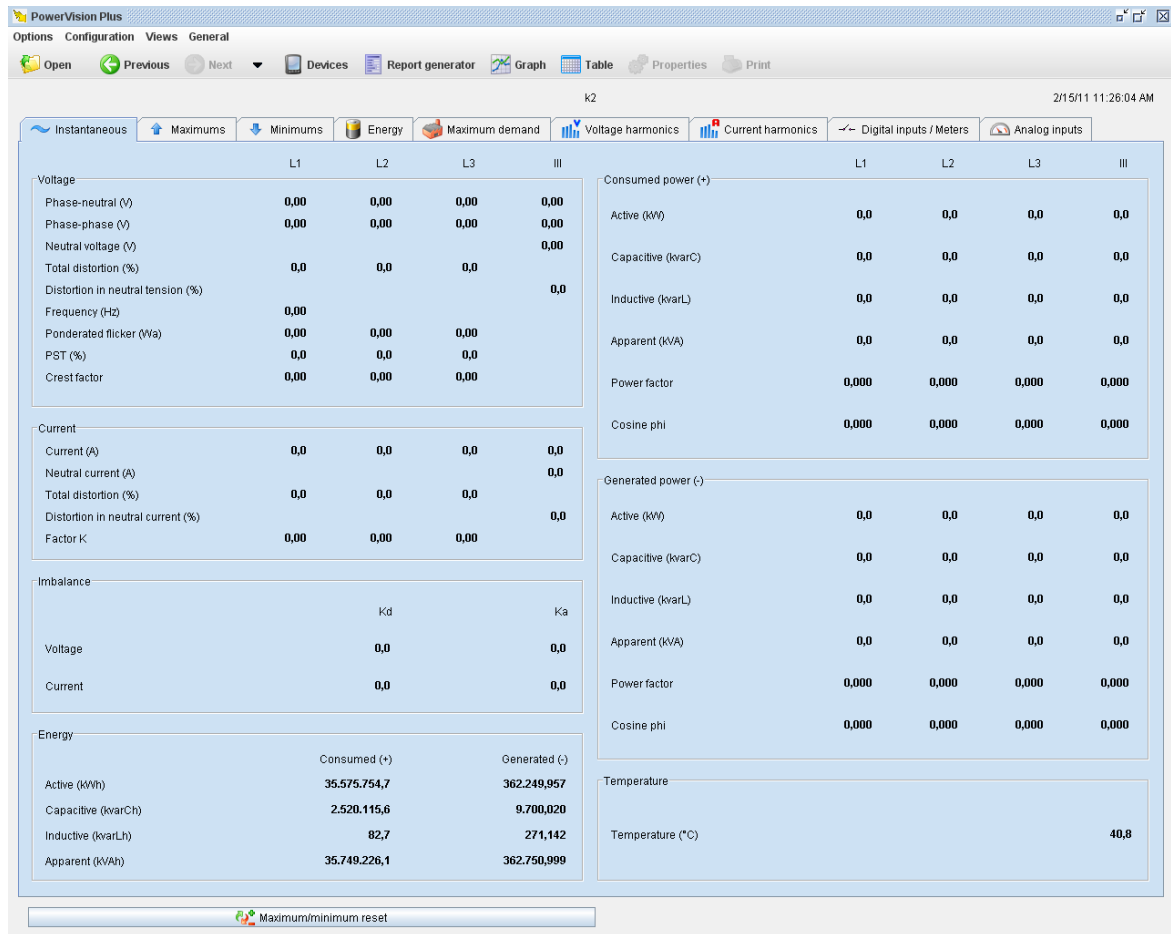 PowerVision Plus
Options Configuration Views General
Open Previous Next Devices Report generator Graph Table Properties Print
k2 2/15/11 11:26:04 AM
Instantaneous Maximums Minimums Energy Maximum demand Voltage harmonics Current harmonics Digital inputs / Meters Analog inputs
L1 L2 L3 III
Voltage
Phase-neutral (V) 0,00 0,00 0,00 0,00
Phase-phase (V) 0,00 0,00 0,00 0,00
Neutral voltage (V) 0,00
Total distortion (%) 0,0 0,0 0,0
Distortion in neutral tension (%) 0,0
Frequency (Hz) 0,00
Ponderated flicker (Wa) 0,00 0,00 0,00
PST (%) 0,0 0,0 0,0
Crest factor 0,00 0,00 0,00
Current
Current (A) 0,0 0,0 0,0 0,0
Neutral current (A) 0,0
Total distortion (%) 0,0 0,0 0,0
Distortion in neutral current (%) 0,0
Factor K 0,00 0,00 0,00
Imbalance
Kd Ka
Voltage 0,0 0,0
Current 0,0 0,0
Energy
Consumed (+) Generated (-)
Active (kWh) 35.575.754,7 362.249,957
Capacitive (kvarCh) 2.520.115,6 9.700,020
Inductive (kvarLh) 82,7 271,142
Apparent (kVAh) 35.749.226,1 362.750,999
L1 L2 L3 III
Consumed power (+)
Active (kW) 0,0 0,0 0,0 0,0
Capacitive (kvarC) 0,0 0,0 0,0 0,0
Inductive (kvarL) 0,0 0,0 0,0 0,0
Apparent (kVA) 0,0 0,0 0,0 0,0
Power factor 0,000 0,000 0,000 0,000
Cosine phi 0,000 0,000 0,000 0,000
Generated power (-)
Active (kW) 0,0 0,0 0,0 0,0
Capacitive (kvarC) 0,0 0,0 0,0 0,0
Inductive (kvarL) 0,0 0,0 0,0 0,0
Apparent (kVA) 0,0 0,0 0,0 0,0
Power factor 0,000 0,000 0,000 0,000
Cosine phi 0,000 0,000 0,000 0,000
Temperature
Temperature (°C) 40,8
Maximum/minimum reset